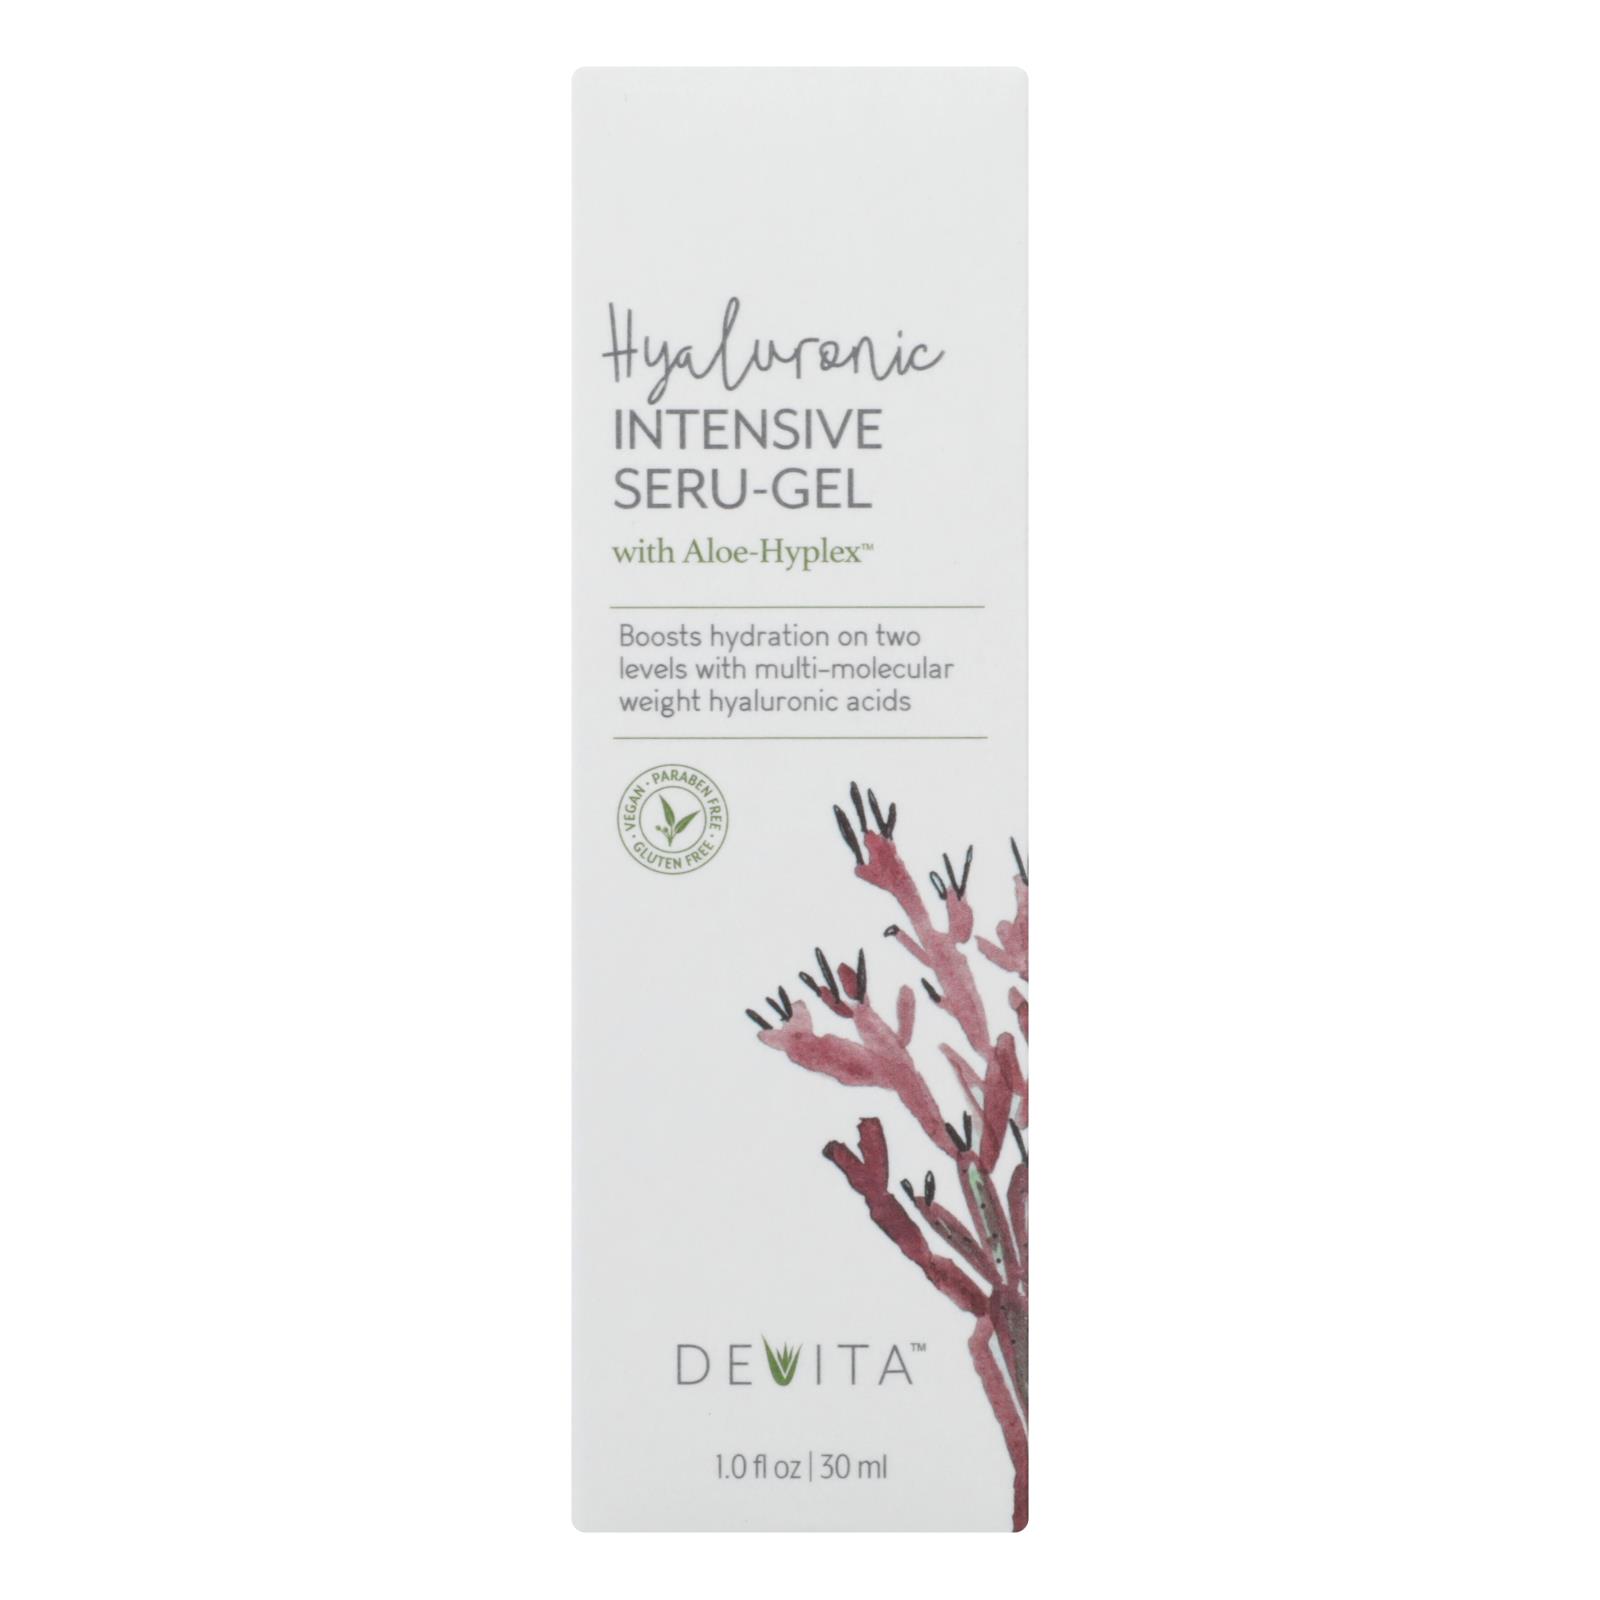 Hyaluronic
INTENSIVE
SERU-GEL
with Aloe-Hyplex™
Boosts hydration on two
levels with multi-molecular
weight hyaluronic acids
VEGAN · PARABEN FREE · GLUTEN FREE ·
DEVITA™
1.0 fl oz | 30 ml